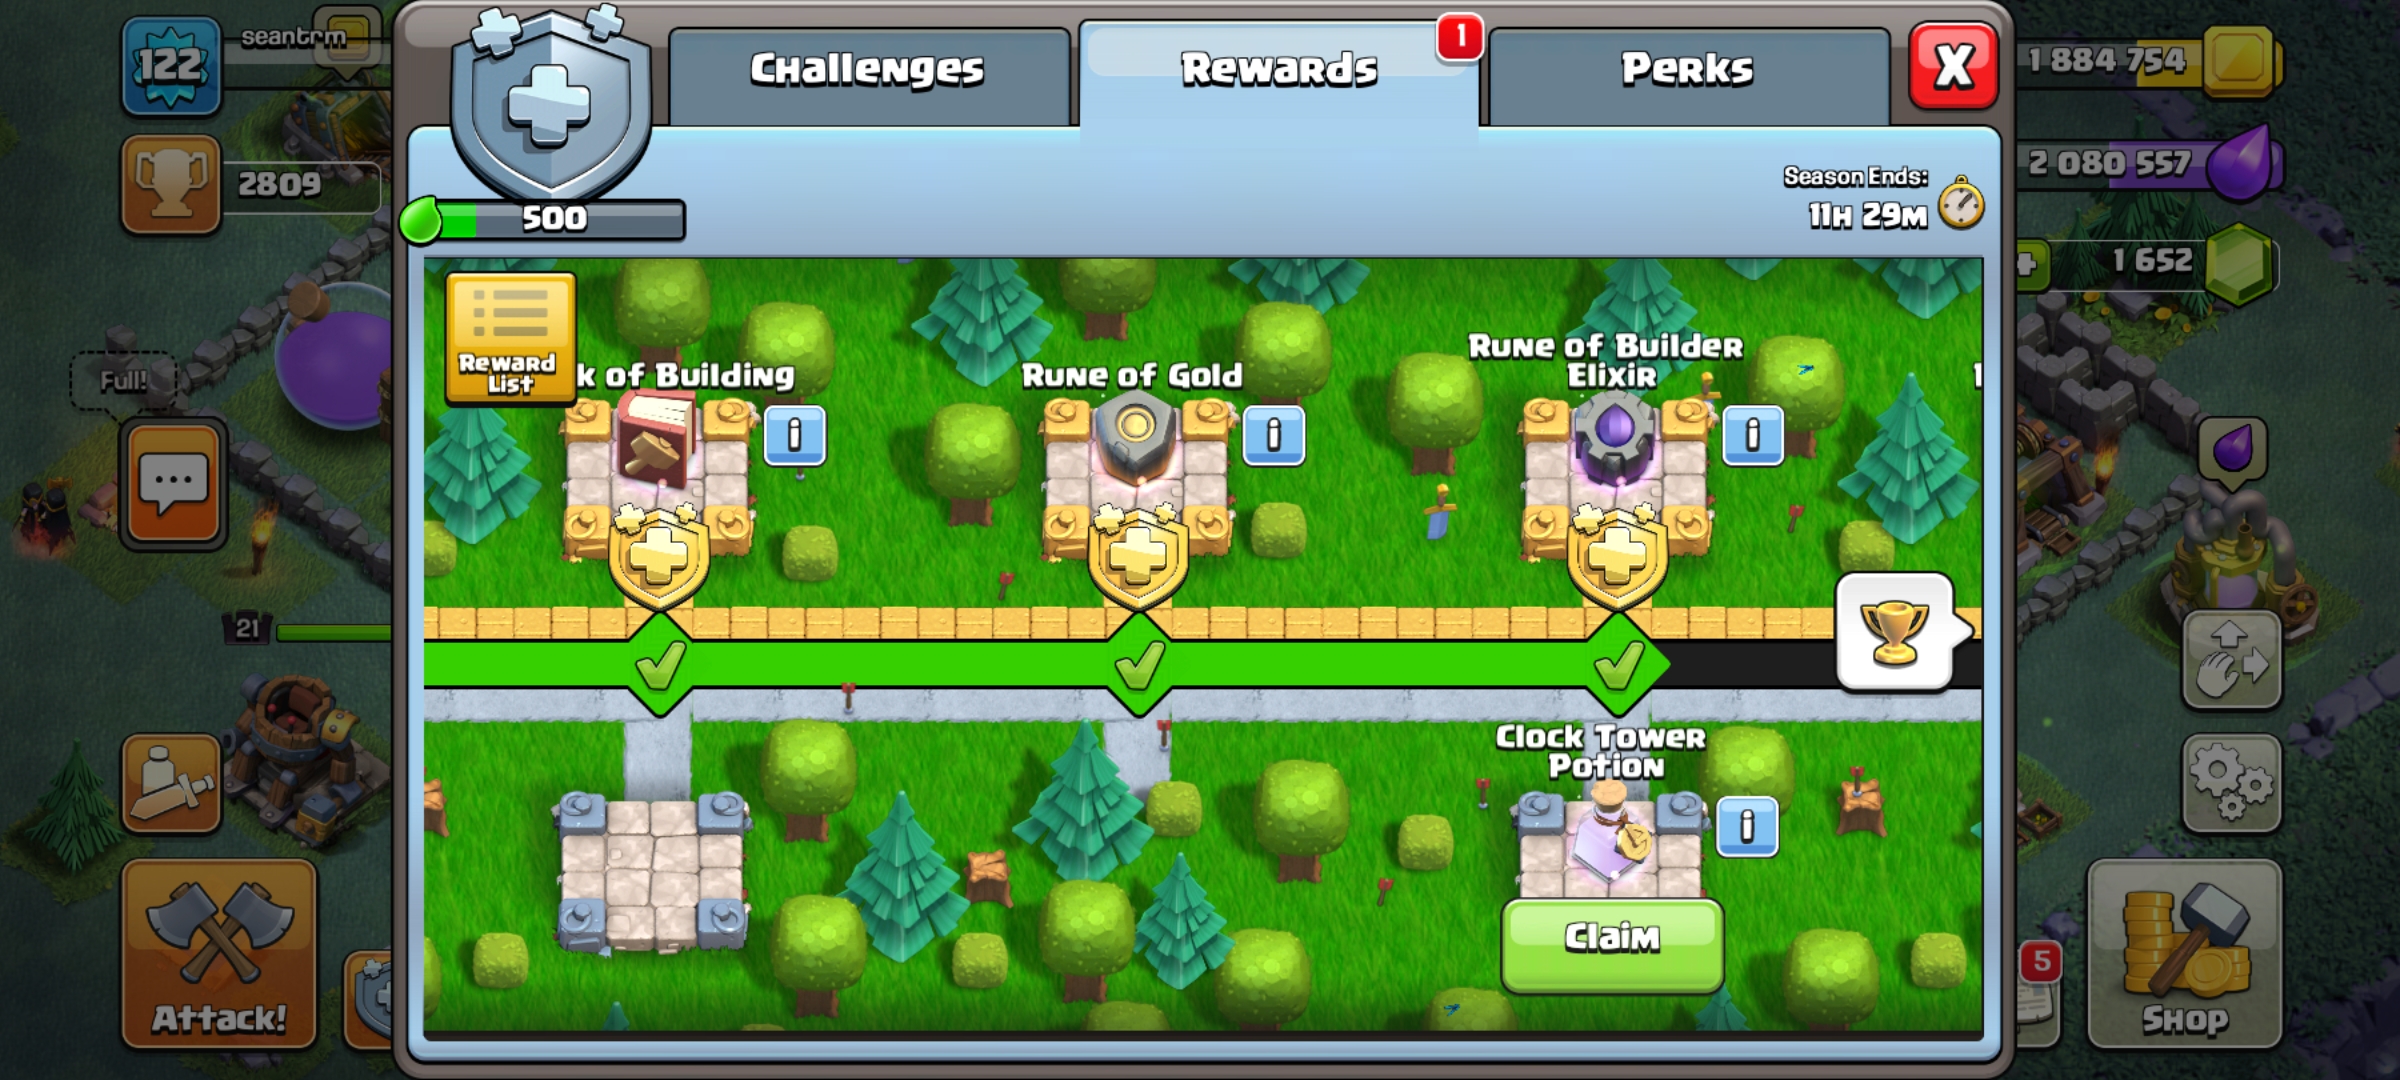 122
seantrm
Challenges
Rewards
1
Perks
X
1 884 754
2809
500
Season Ends:
11H 29M
2 080 557
1 652
Reward
List
k of Building
Rune of Gold
Rune of Builder
Elixir
Full!
i
i
i
21
Clock Tower
Potion
i
Claim
5
Attack!
Shop